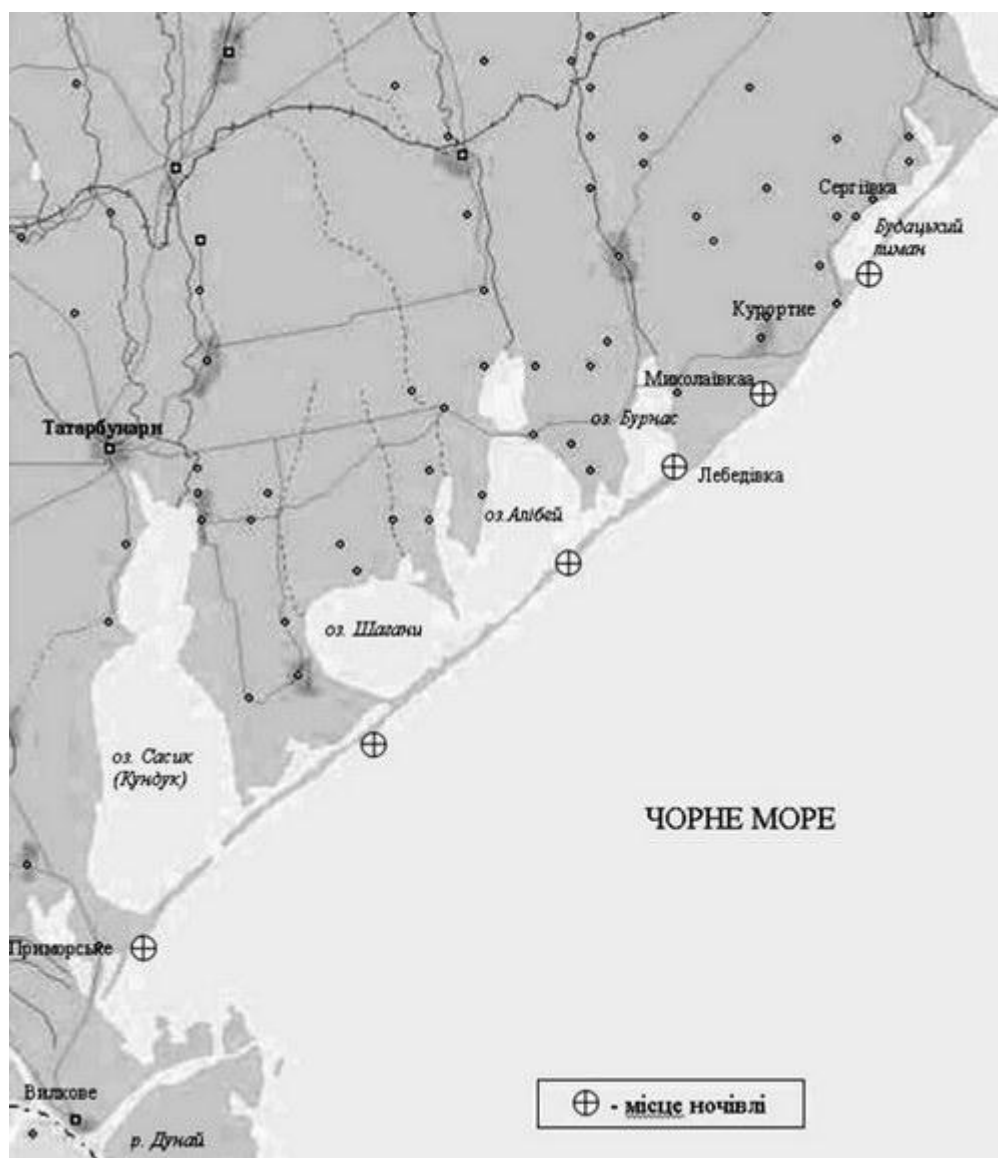 Сергіївка
Будацький
лиман
Курортне
Миколаївкаа
оз. Бурнас
Татарбунари
Лебедівка
оз.Алібей
оз. Шагани
оз. Сасик
(Кундук)
ЧОРНЕ МОРЕ
Приморське
Вилкове
р. Дунай
- місце ночівлі